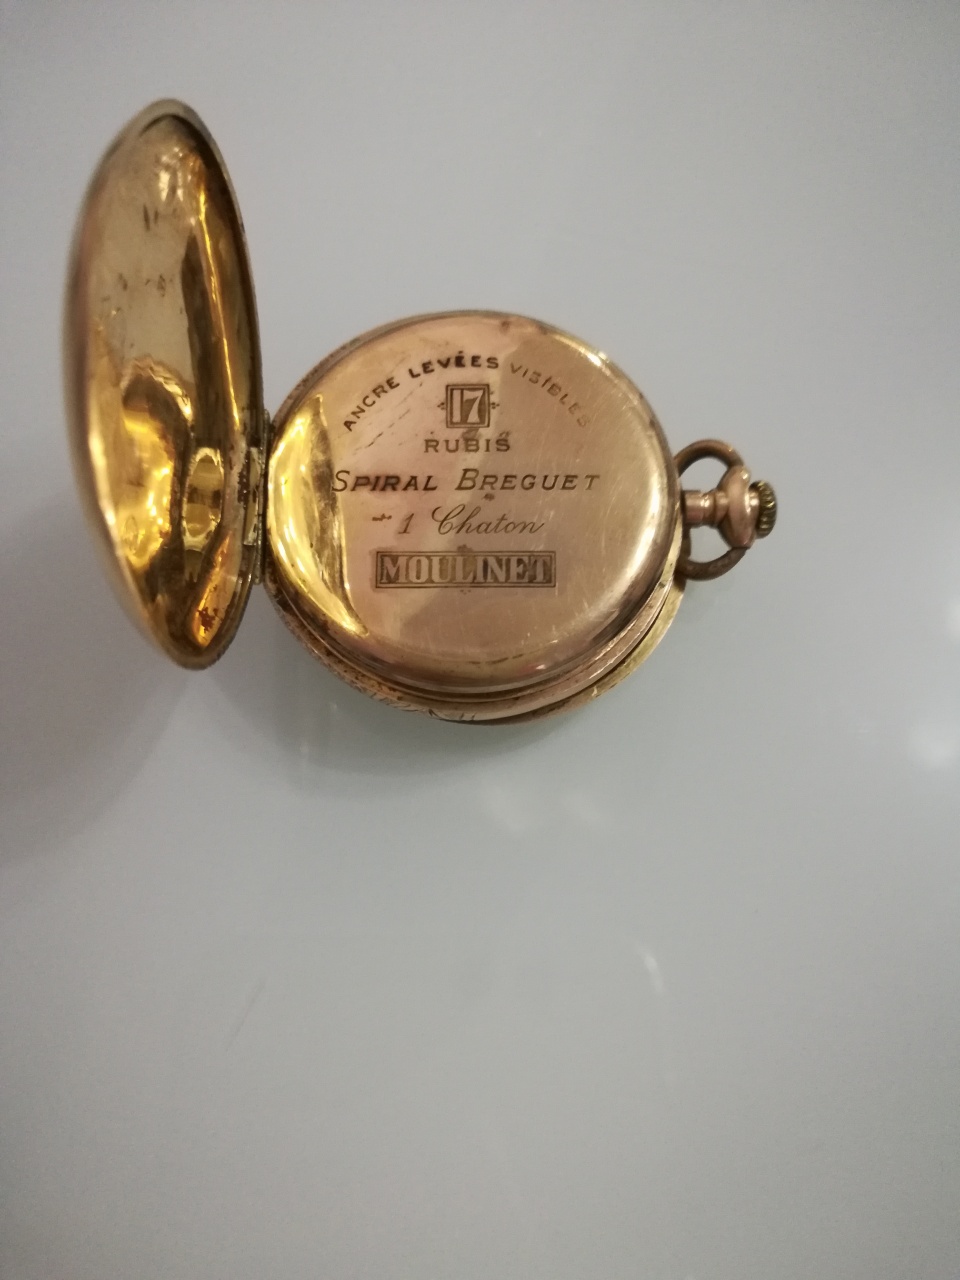 ANCRE LEVÉES VISIBLES
17
RUBIS
SPIRAL BREGUET
1 Chaton
MOULINET